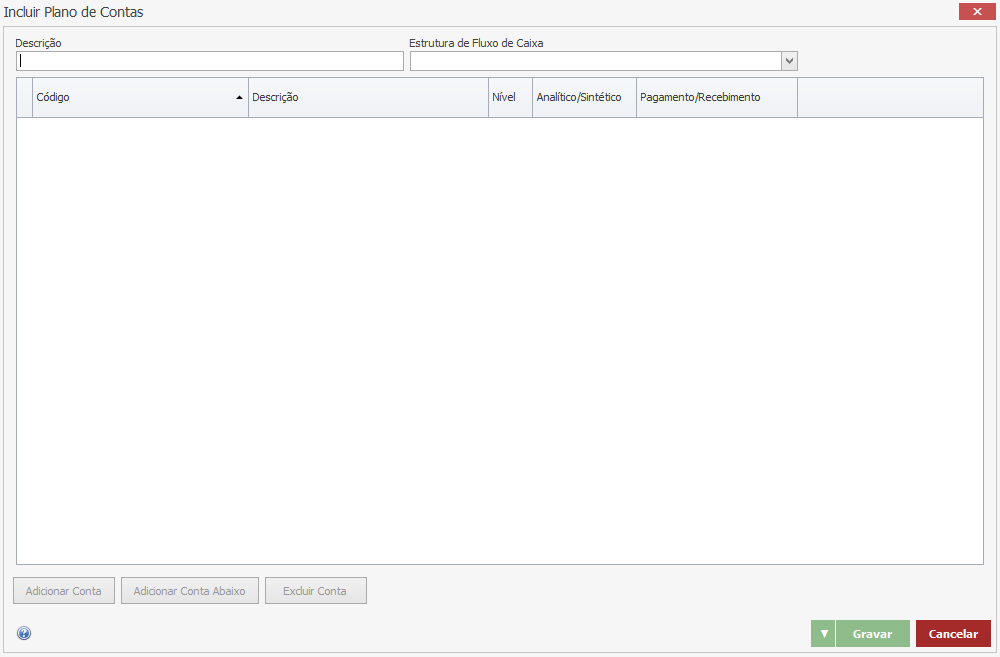 Incluir Plano de Contas
Descrição Estrutura de Fluxo de Caixa
Código Descrição Nível Analítico/Sintético Pagamento/Recebimento
Adicionar Conta Adicionar Conta Abaixo Excluir Conta
Gravar Cancelar